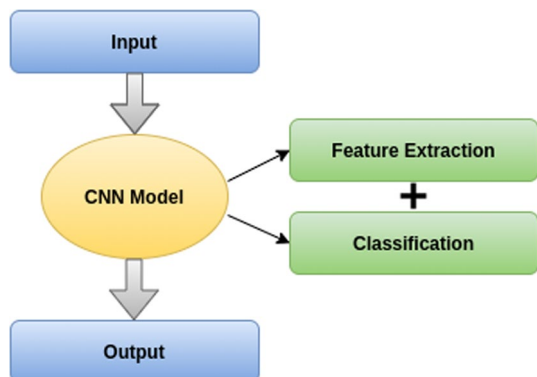 Input
CNN Model
Feature Extraction
+
Classification
Output